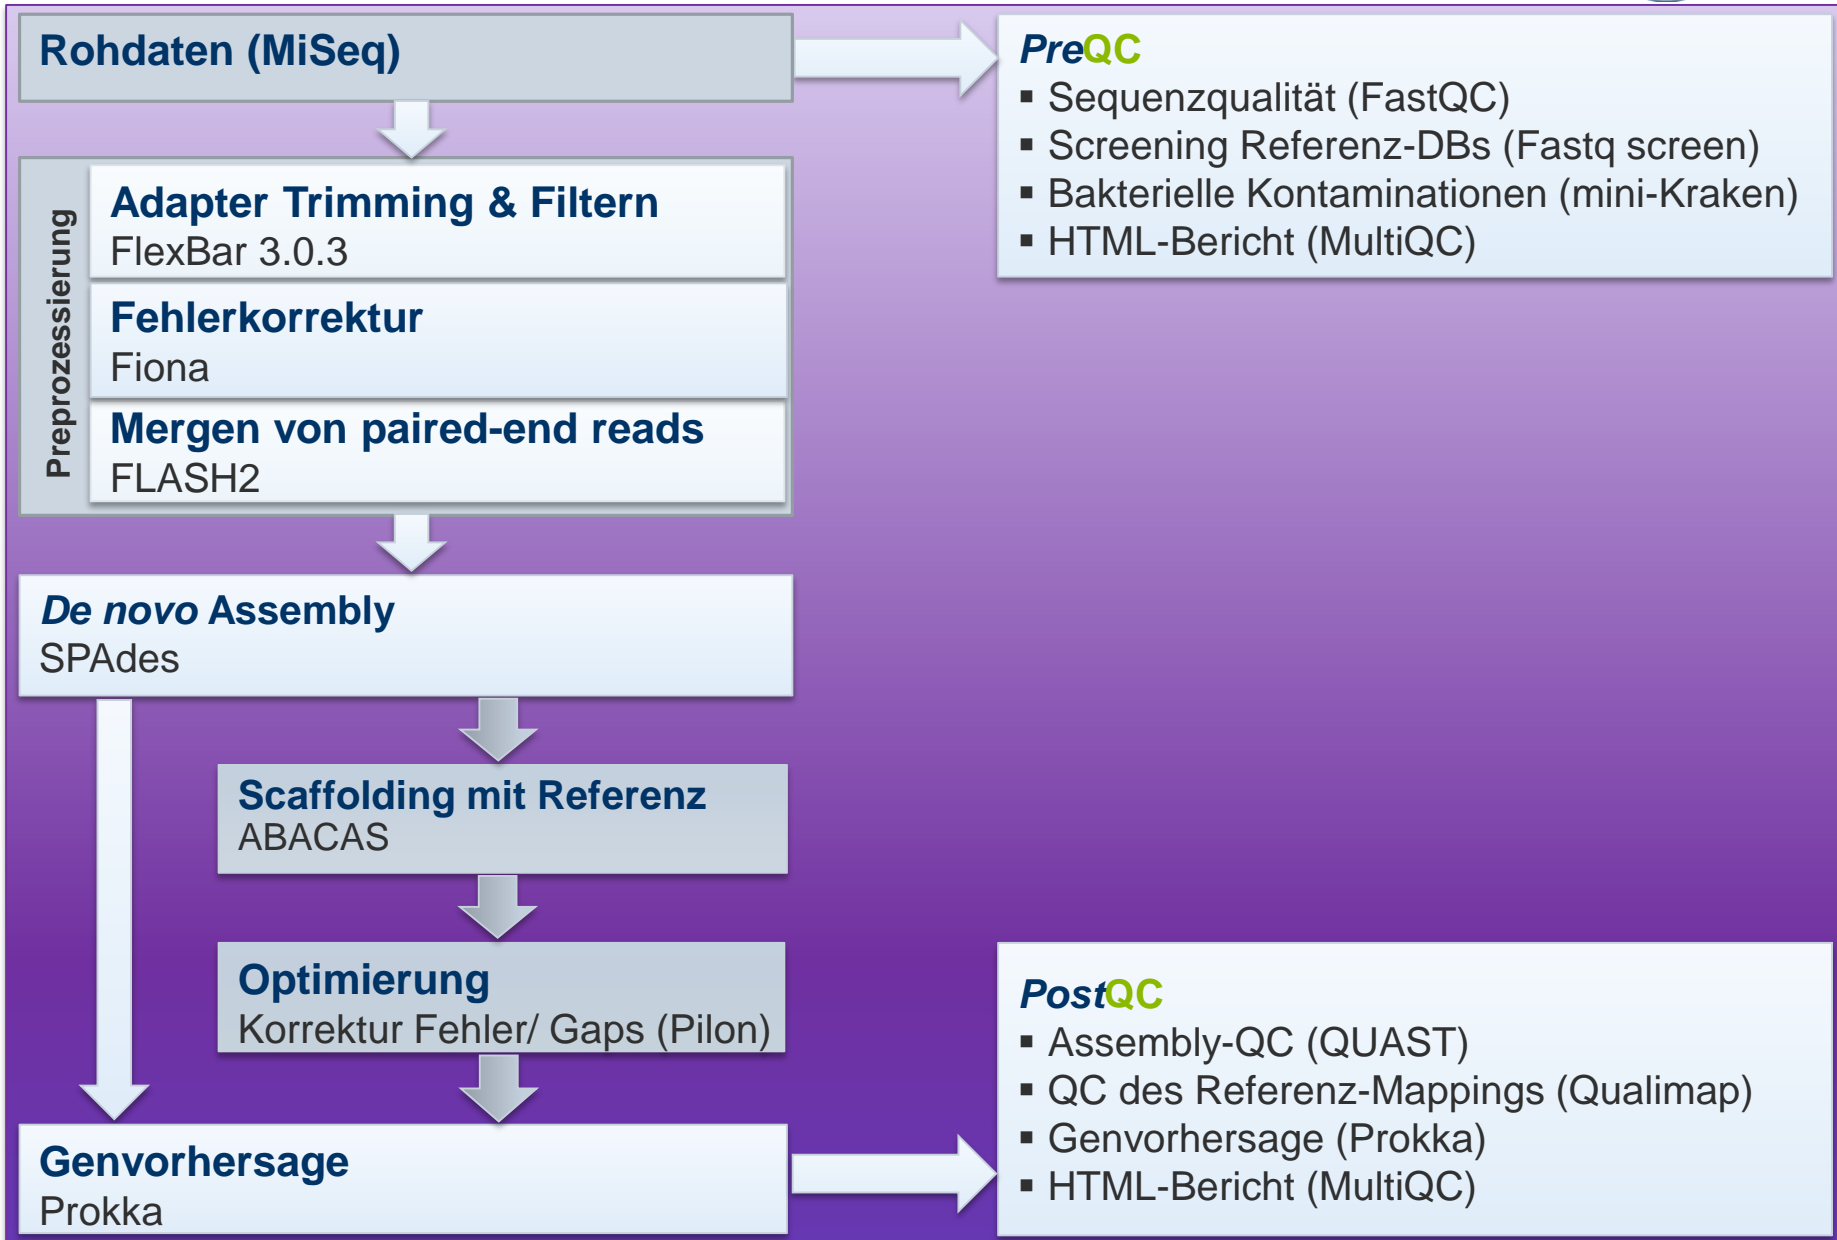 Rohdaten (MiSeq)
PreQC
▪ Sequenzqualität (FastQC)
▪ Screening Referenz-DBs (Fastq screen)
▪ Bakterielle Kontaminationen (mini-Kraken)
▪ HTML-Bericht (MultiQC)
Preprozessierung
Adapter Trimming & Filtern
FlexBar 3.0.3
Fehlerkorrektur
Fiona
Mergen von paired-end reads
FLASH2
De novo Assembly
SPAdes
Scaffolding mit Referenz
ABACAS
Optimierung
Korrektur Fehler/ Gaps (Pilon)
Genvorhersage
Prokka
PostQC
▪ Assembly-QC (QUAST)
▪ QC des Referenz-Mappings (Qualimap)
▪ Genvorhersage (Prokka)
▪ HTML-Bericht (MultiQC)